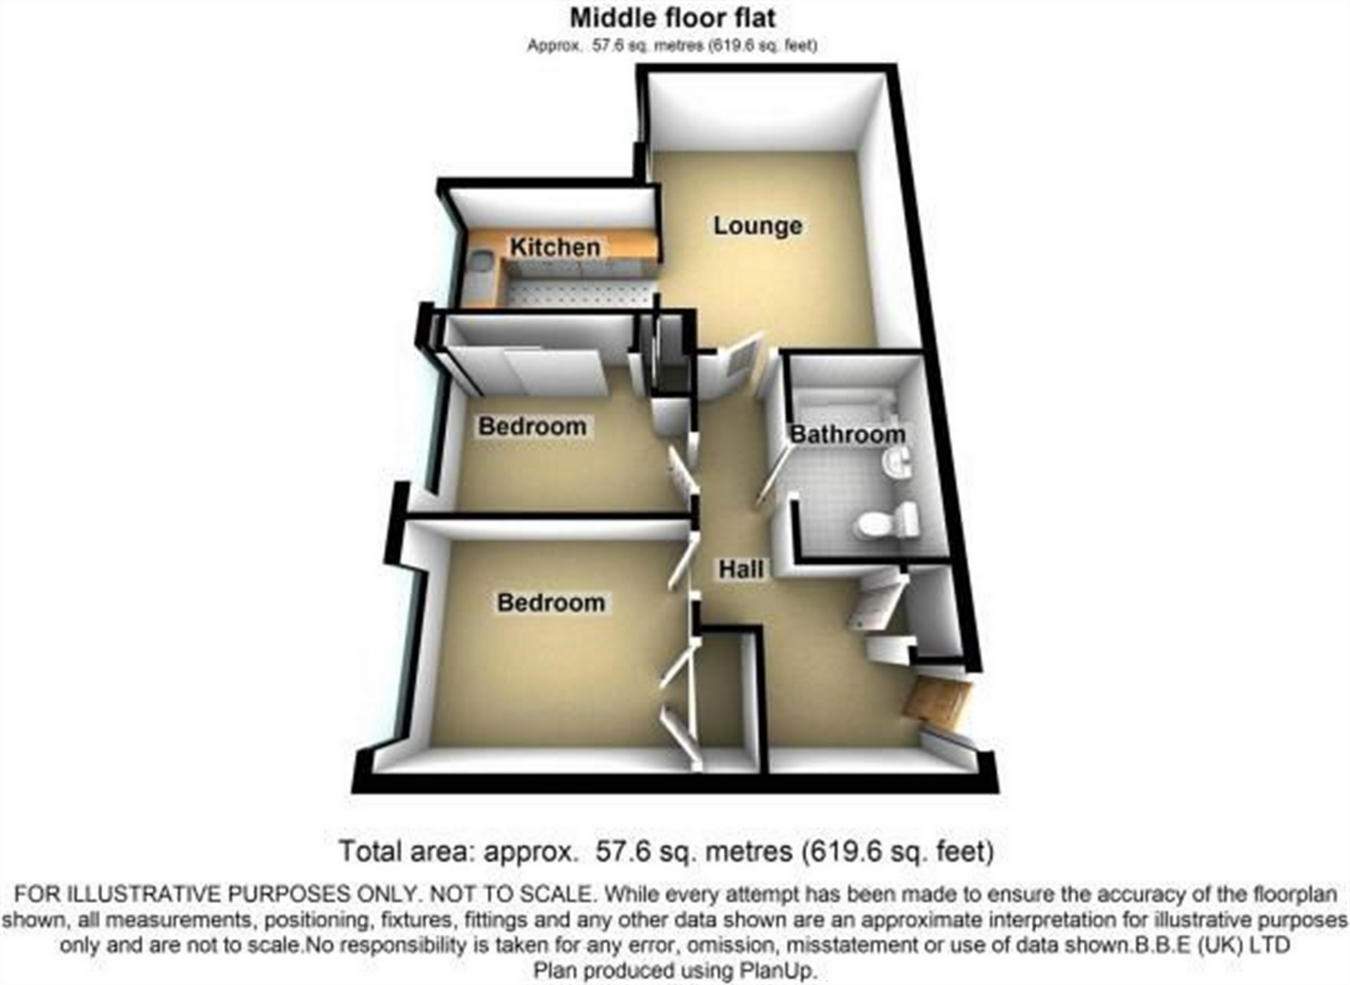 Middle floor flat
Approx. 57.6 sq. metres (619.6 sq. feet)
Lounge
Kitchen
Bedroom
Bathroom
Hall
Bedroom
Total area: approx. 57.6 sq. metres (619.6 sq. feet)
FOR ILLUSTRATIVE PURPOSES ONLY. NOT TO SCALE. While every attempt has been made to ensure the accuracy of the floorplan
shown, all measurements, positioning, fixtures, fittings and any other data shown are an approximate interpretation for illustrative purposes
only and are not to scale.No responsibility is taken for any error, omission, misstatement or use of data shown.B.B.E (UK) LTD
Plan produced using PlanUp.